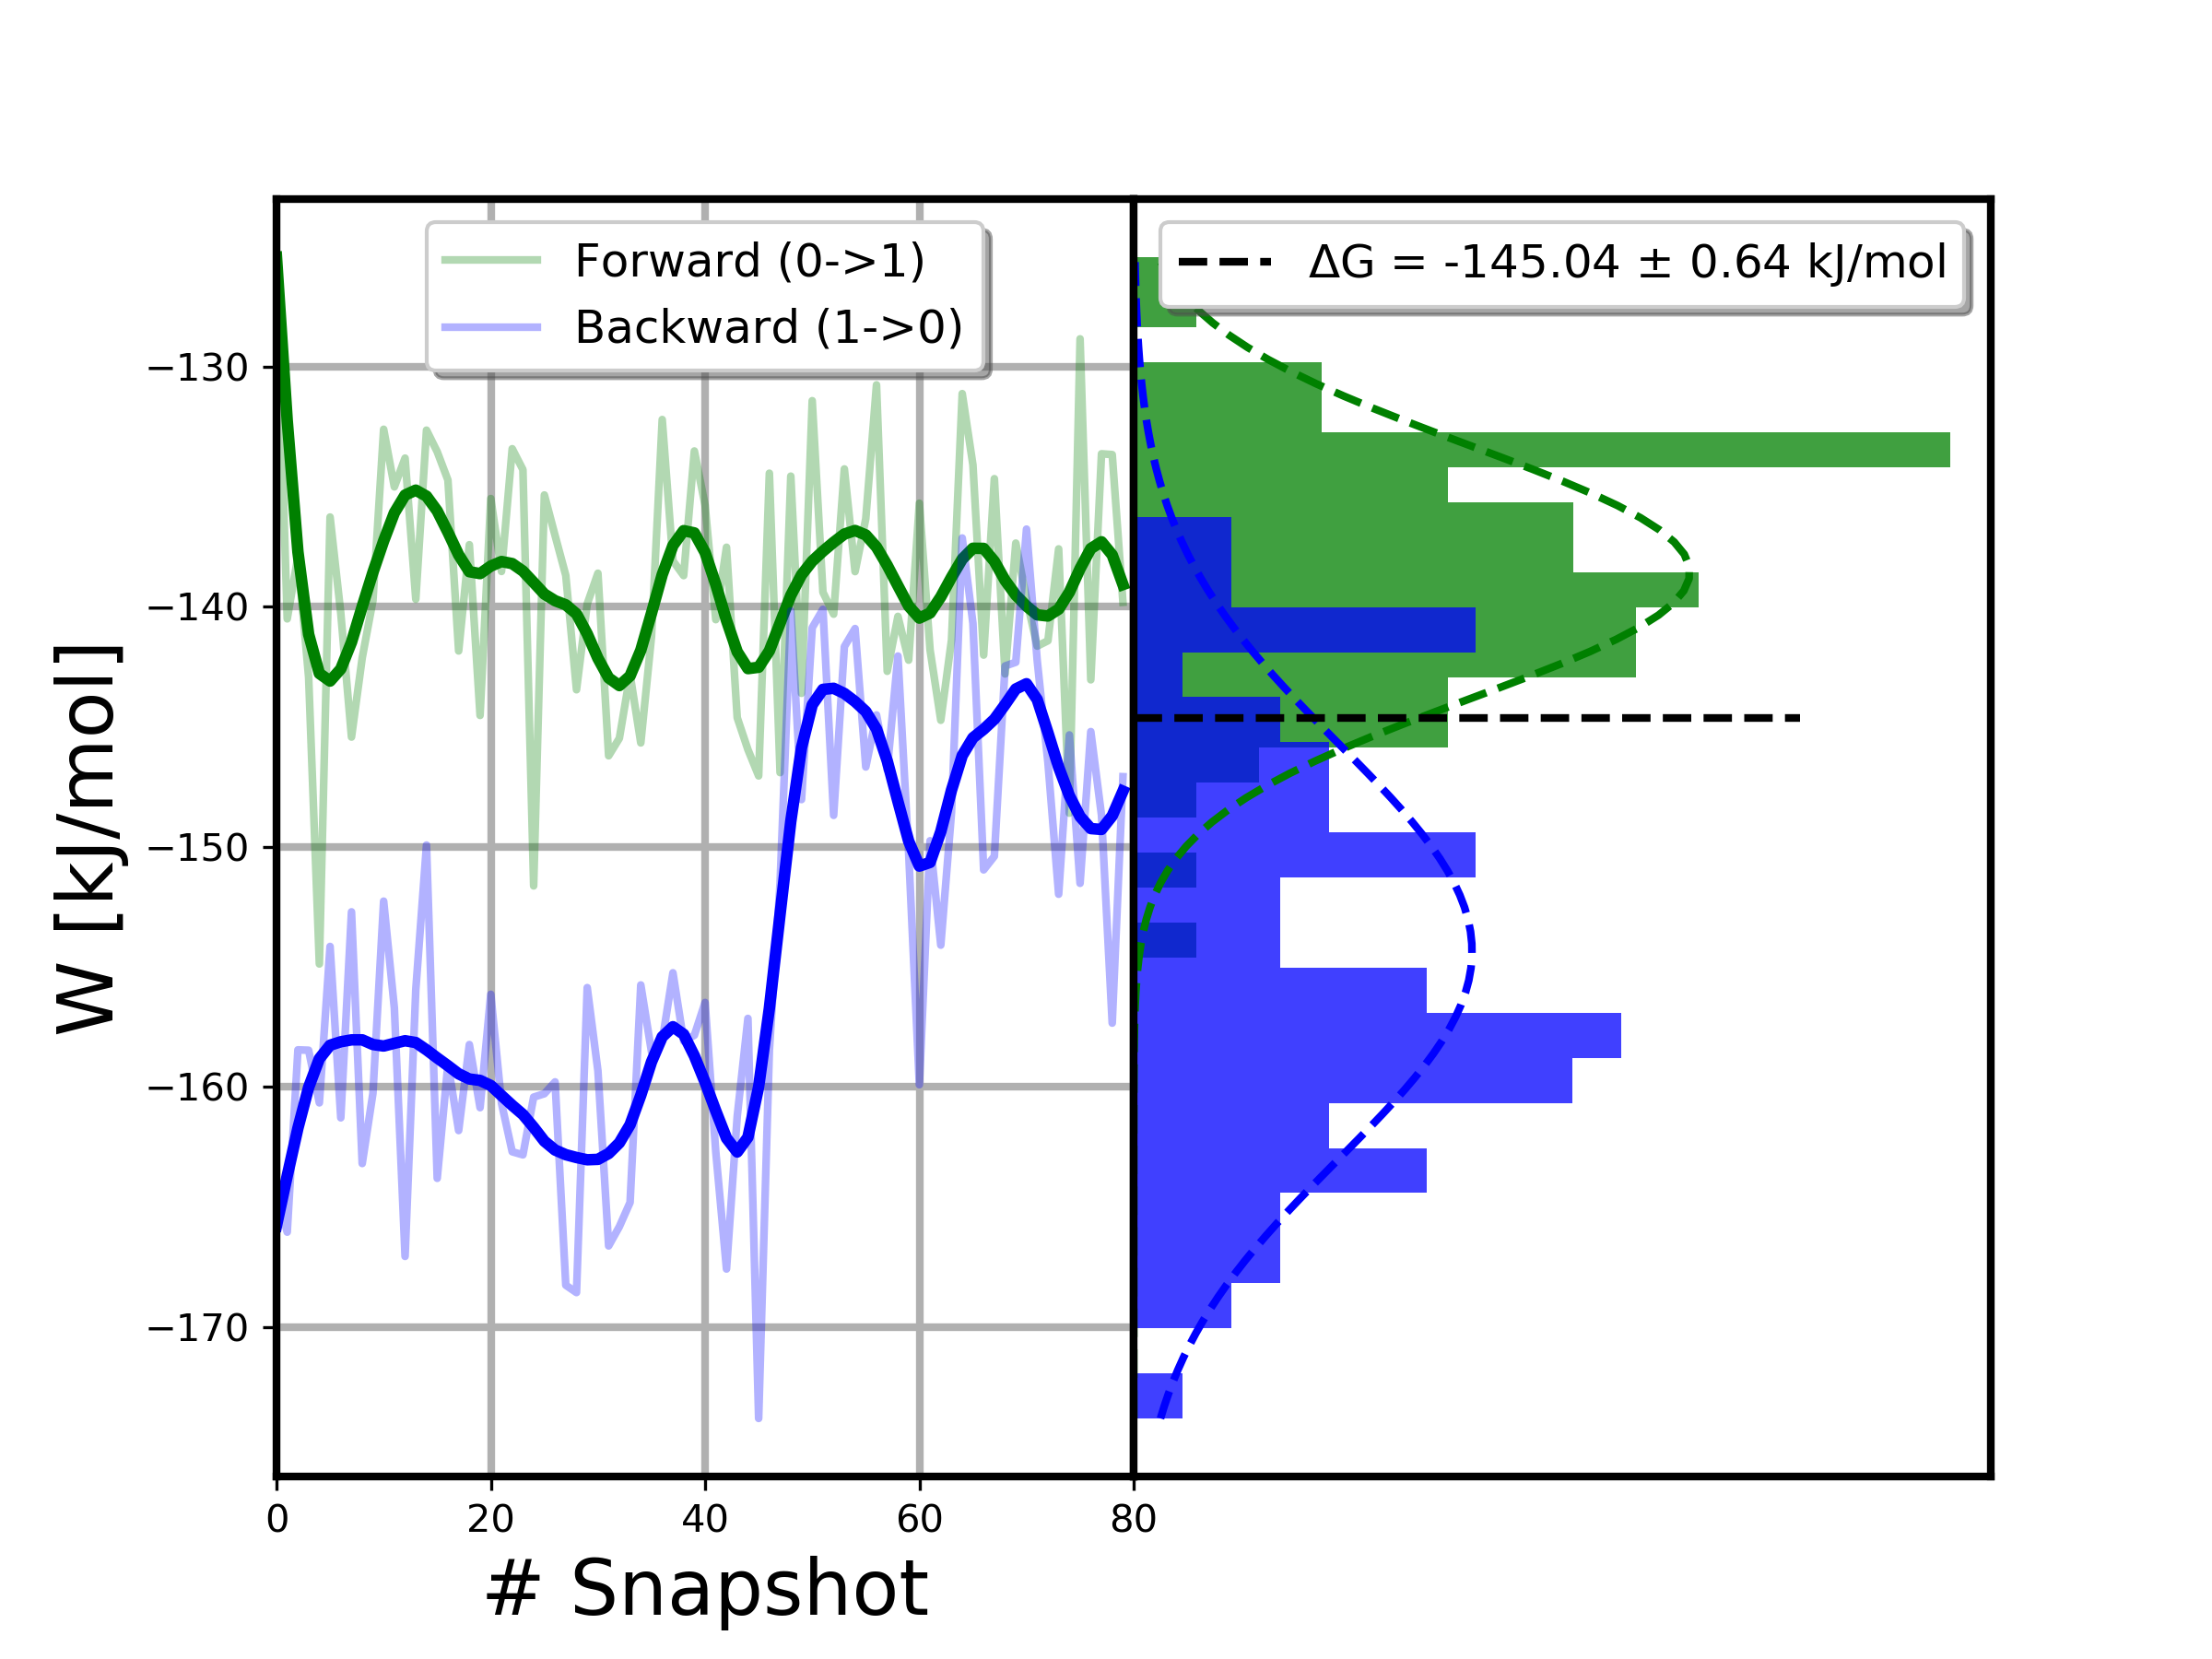 Forward (0->1)
Backward (1->0)
ΔG = -145.04 ± 0.64 kJ/mol
W [kJ/mol]
−130
−140
−150
−160
−170
0 20 40 60 80
# Snapshot